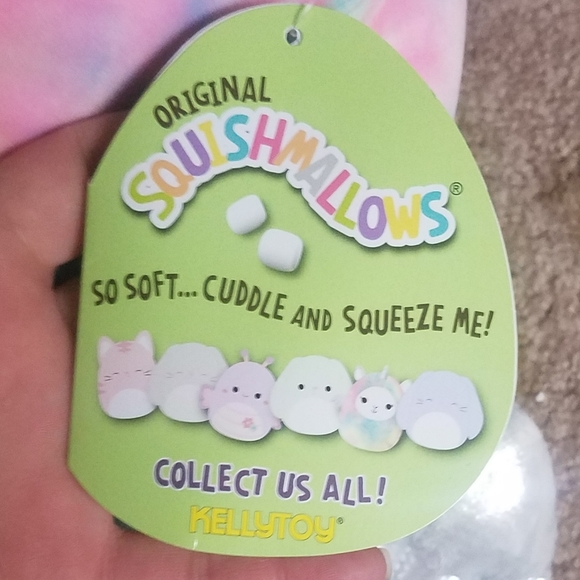 ORIGINAL
SQUISHMALLOWS®
SO SOFT... CUDDLE AND SQUEEZE ME!
COLLECT US ALL!
KELLYTOY®